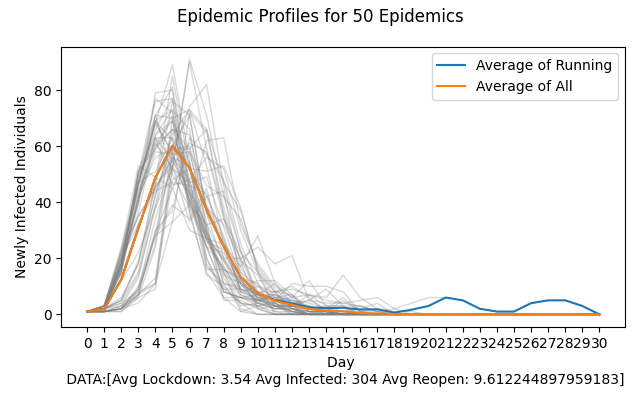 Epidemic Profiles for 50 Epidemics
Average of Running
Average of All
Newly Infected Individuals
80
60
40
20
0
0 1 2 3 4 5 6 7 8 9 10 11 12 13 14 15 16 17 18 19 20 21 22 23 24 25 26 27 28 29 30
Day
DATA:[Avg Lockdown: 3.54 Avg Infected: 304 Avg Reopen: 9.612244897959183]